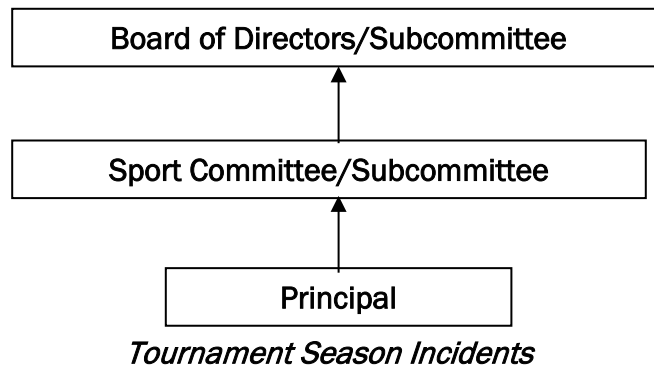 Board of Directors/Subcommittee
Sport Committee/Subcommittee
Principal
Tournament Season Incidents